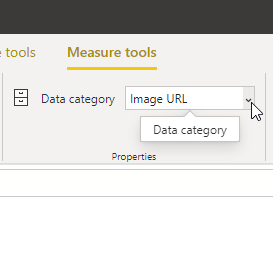 tools Measure tools
Data category Image URL
Data category
Properties